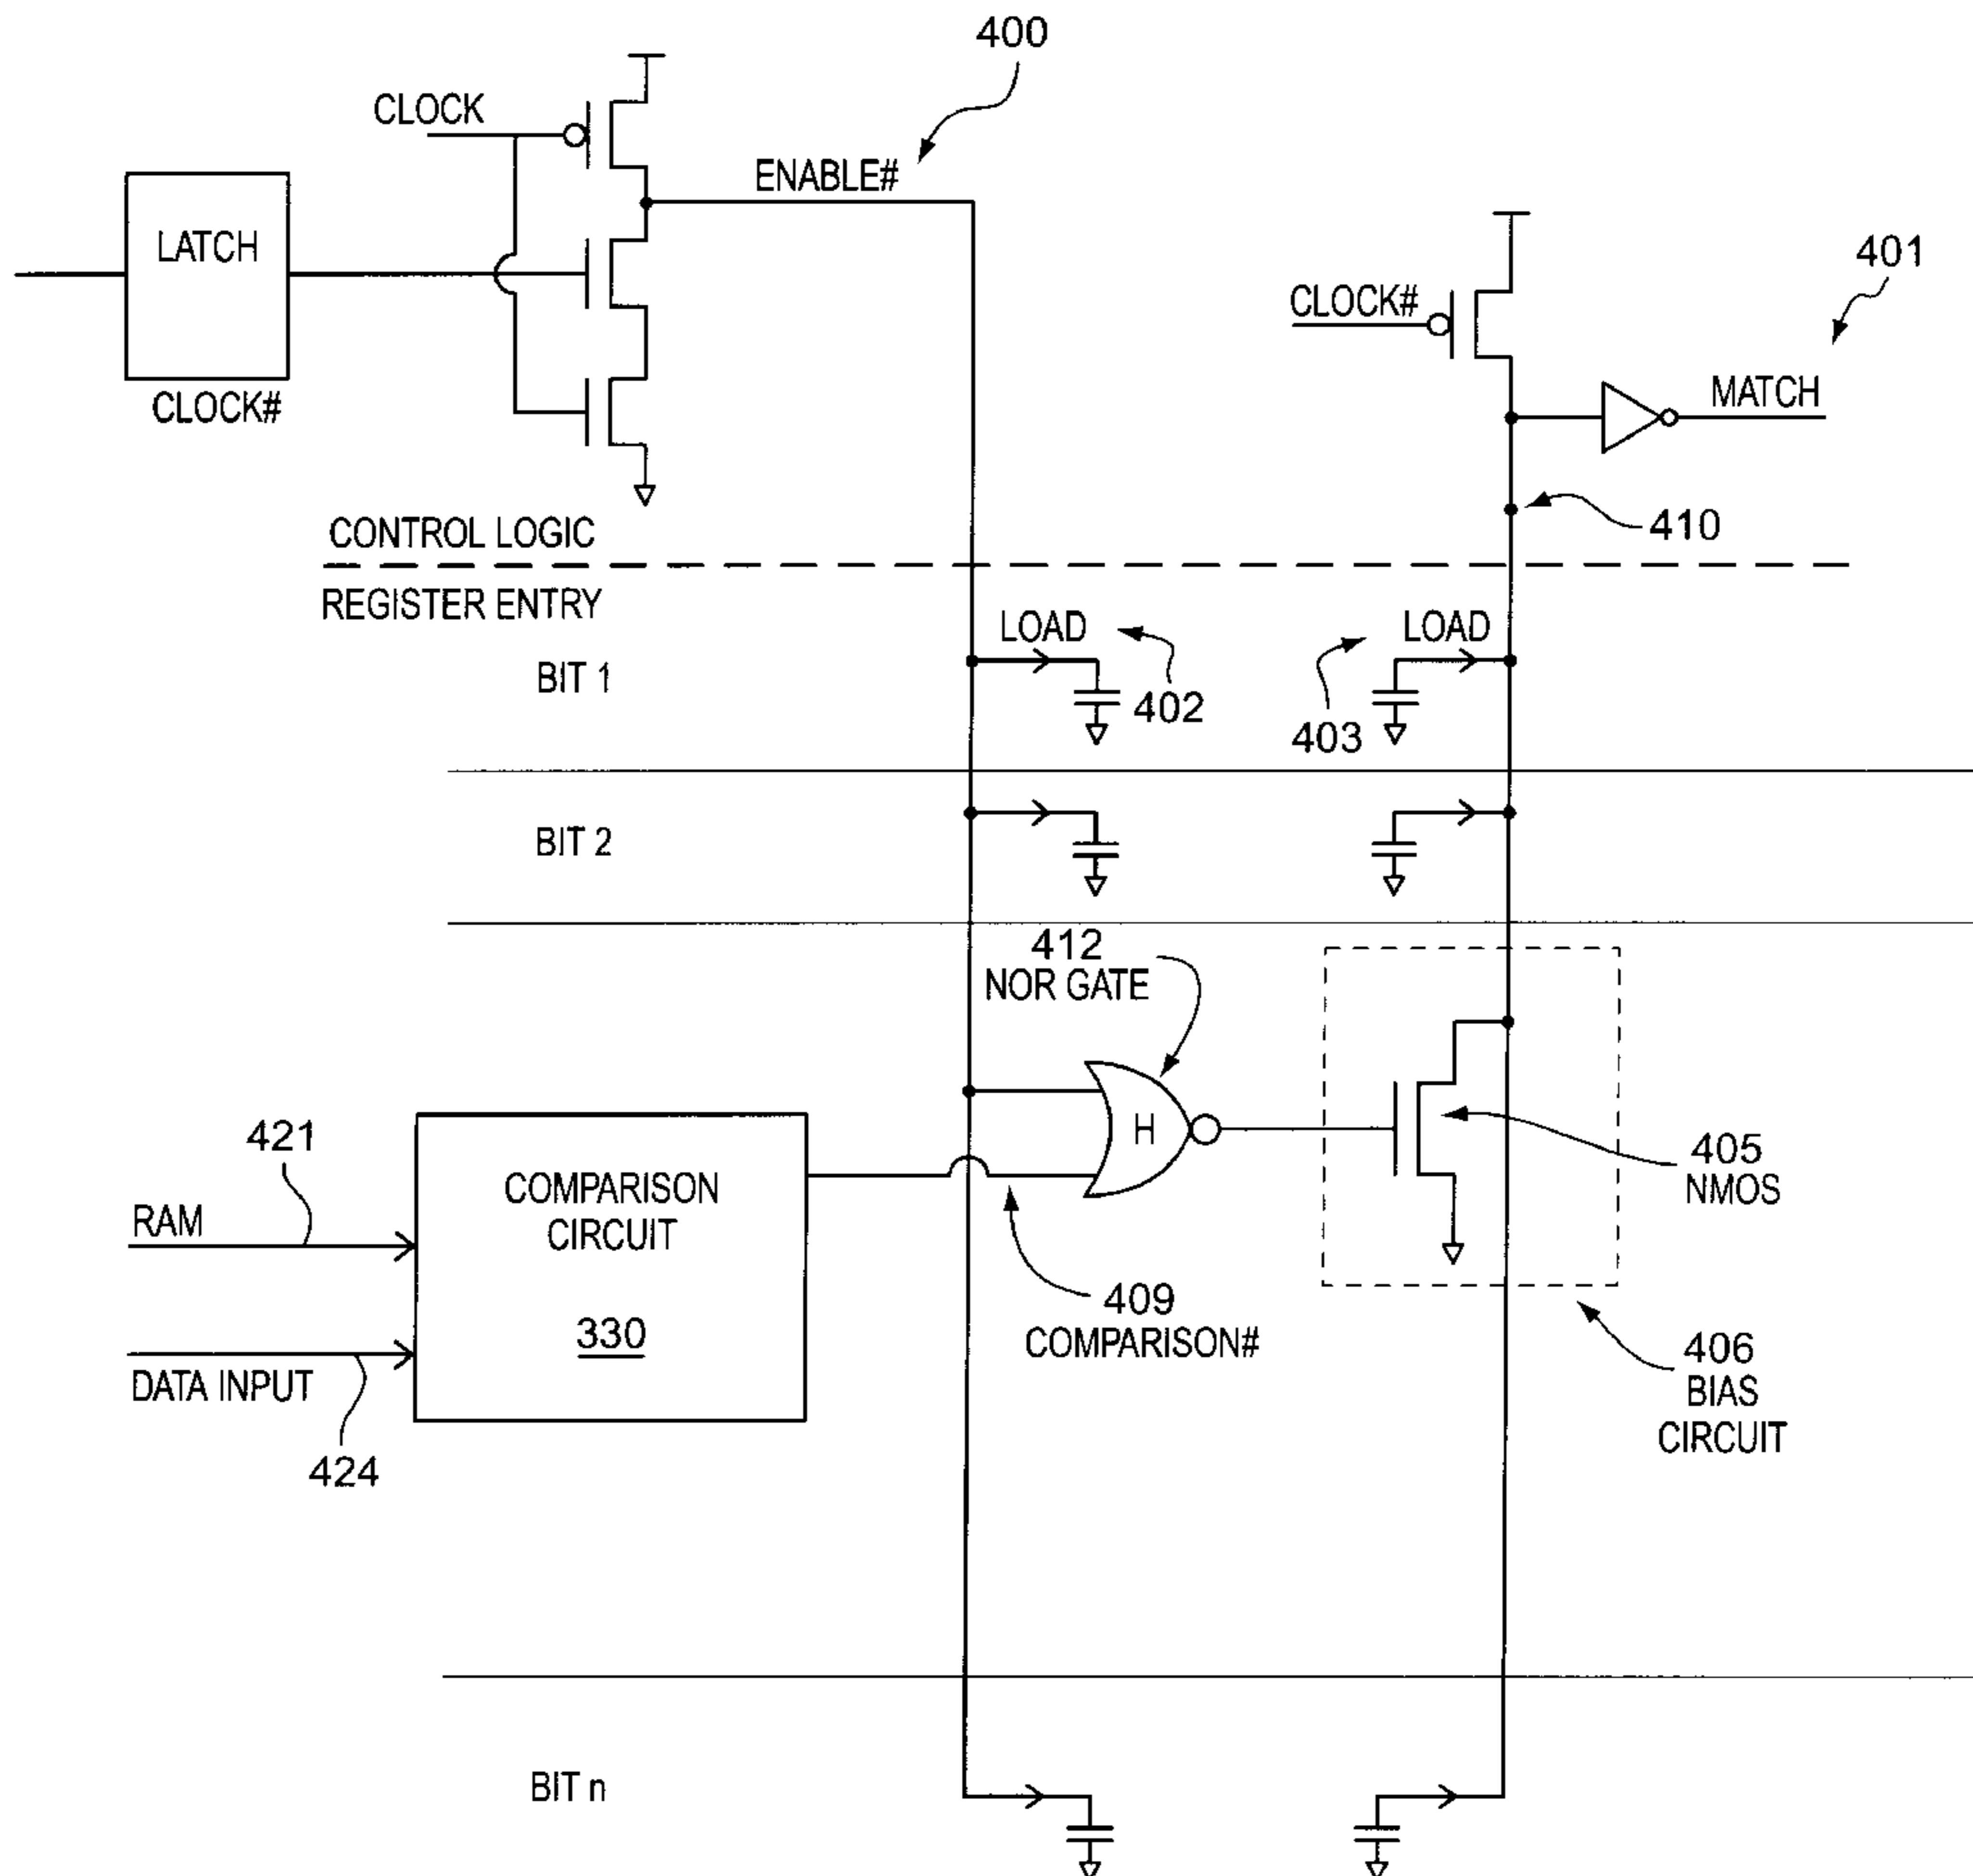 400
CLOCK
ENABLE#
LATCH
CLOCK#
401
CLOCK#
MATCH
410
CONTROL LOGIC
REGISTER ENTRY
LOAD
LOAD
BIT 1
402
403
BIT 2
412
NOR GATE
H
421
RAM
COMPARISON
CIRCUIT
330
405
NMOS
409
COMPARISON#
DATA INPUT
424
406
BIAS
CIRCUIT
BIT n